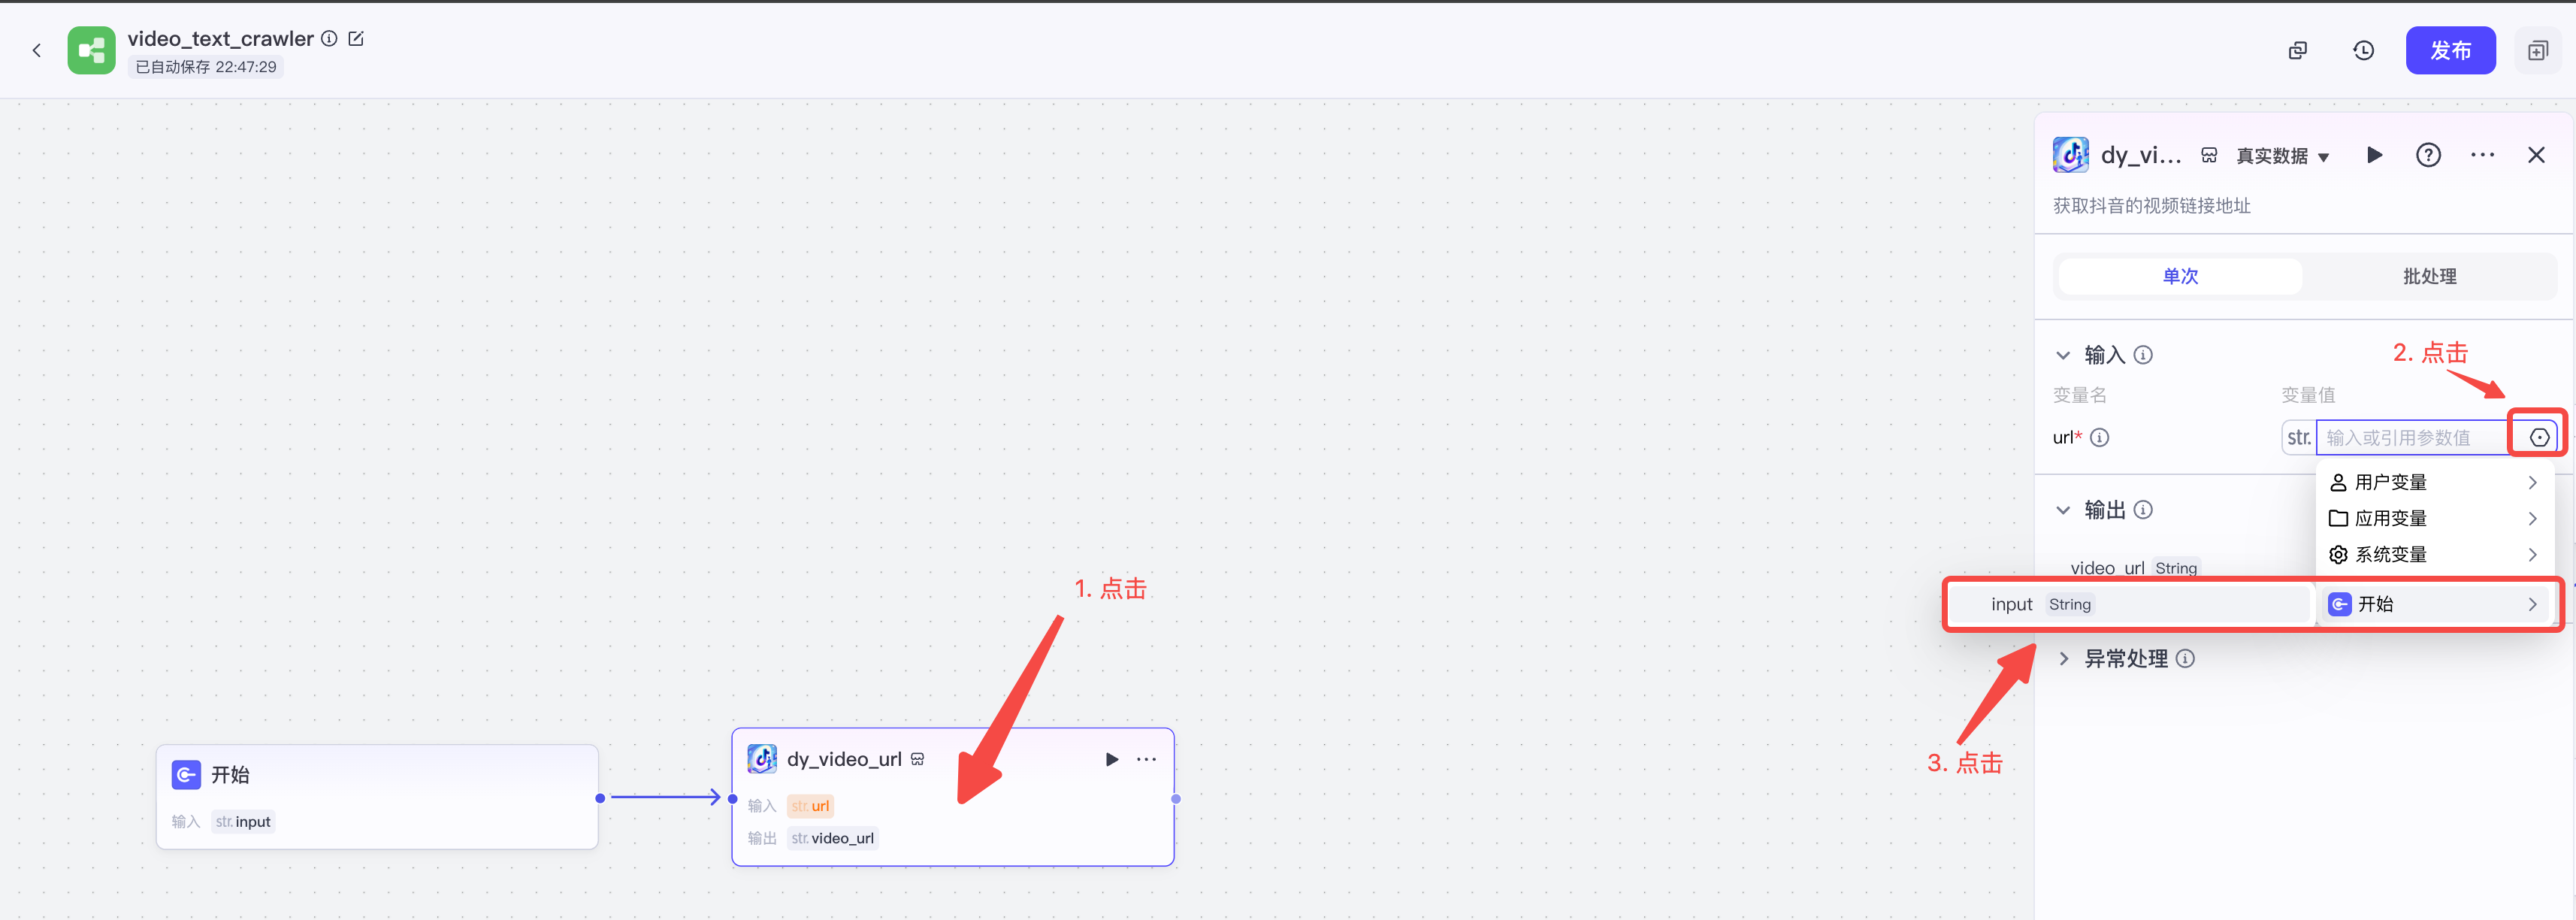 video_text_crawler
已自动保存 22:47:29
发布
dy_vi... 真实数据
获取抖音的视频链接地址
单次 批处理
输入
2. 点击
变量名 变量值
url* str. 输入或引用参数值
用户变量
输出
应用变量
系统变量
video_url String
1. 点击
input String 开始
异常处理
3. 点击
开始
输入 str. input
dy_video_url
输入 str. url
输出 str. video_url